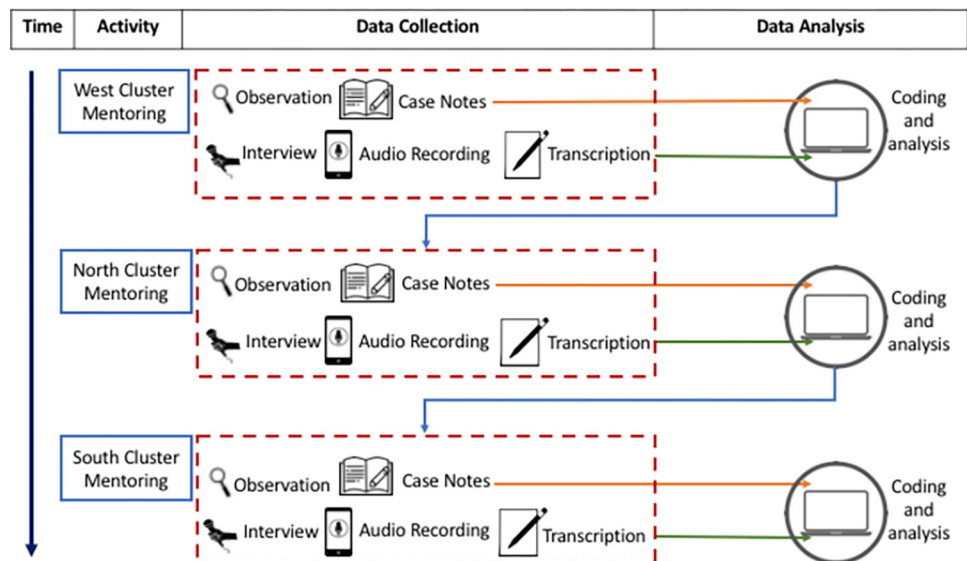 Time Activity Data Collection Data Analysis
West Cluster
Mentoring
Observation Case Notes
Interview Audio Recording Transcription
Coding
and
analysis
North Cluster
Mentoring
Observation Case Notes
Interview Audio Recording Transcription
Coding
and
analysis
South Cluster
Mentoring
Observation Case Notes
Interview Audio Recording Transcription
Coding
and
analysis